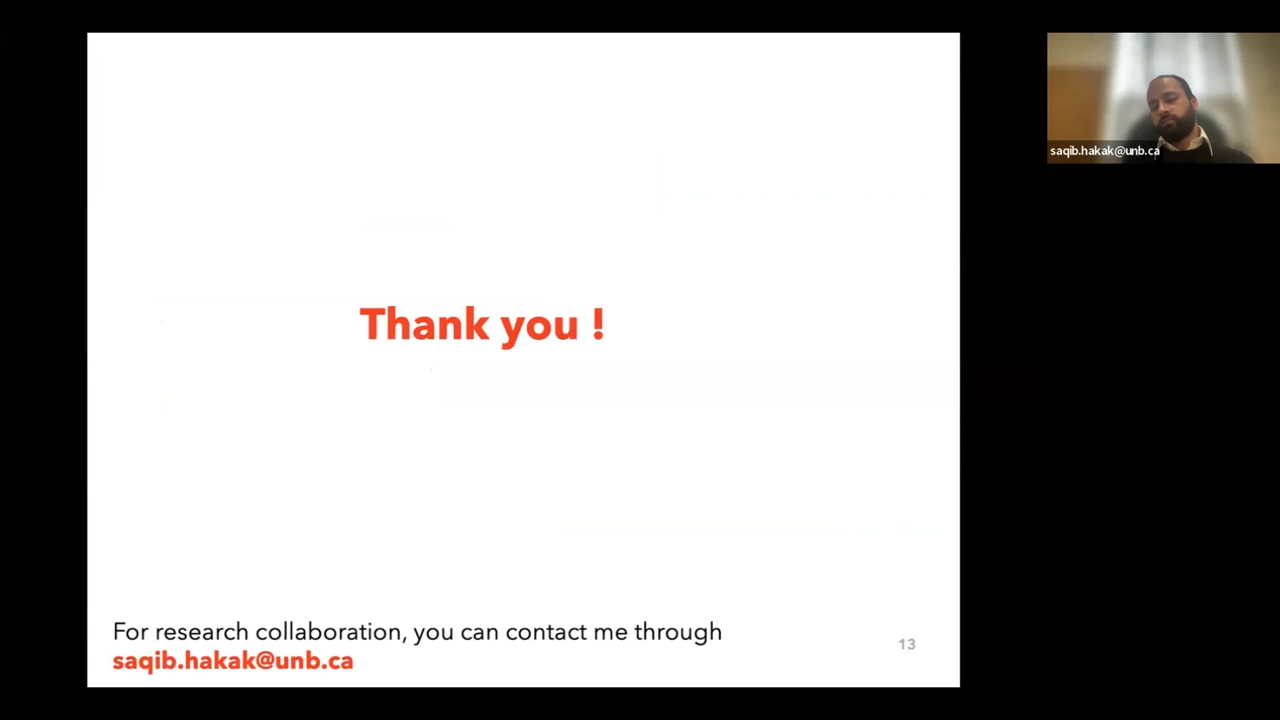 saqib.hakak@unb.ca
Thank you !
For research collaboration, you can contact me through
saqib.hakak@unb.ca
13